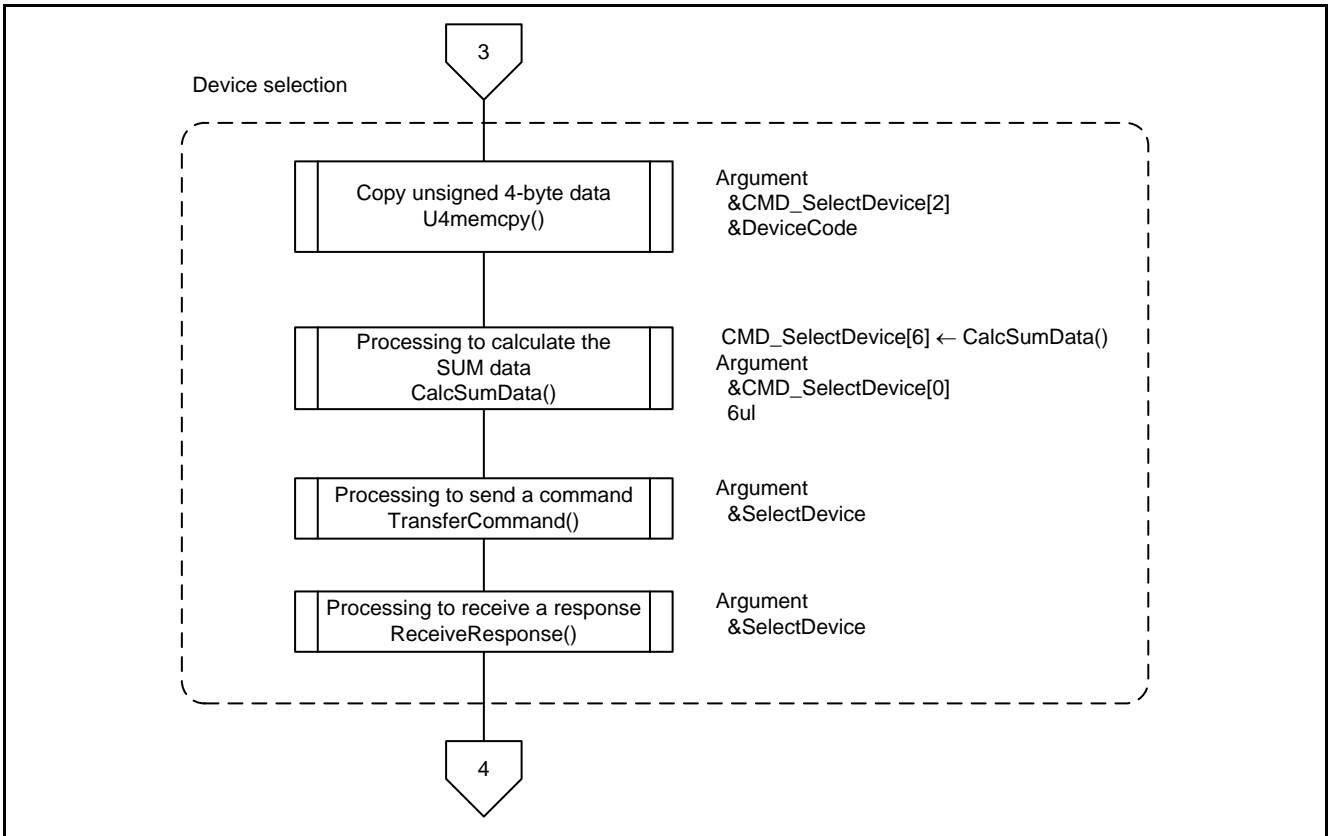 3
Device selection
Copy unsigned 4-byte data
U4memcpy()
Argument
&CMD_SelectDevice[2]
&DeviceCode
Processing to calculate the
SUM data
CalcSumData()
CMD_SelectDevice[6] ← CalcSumData()
Argument
&CMD_SelectDevice[0]
6ul
Processing to send a command
TransferCommand()
Argument
&SelectDevice
Processing to receive a response
ReceiveResponse()
Argument
&SelectDevice
4